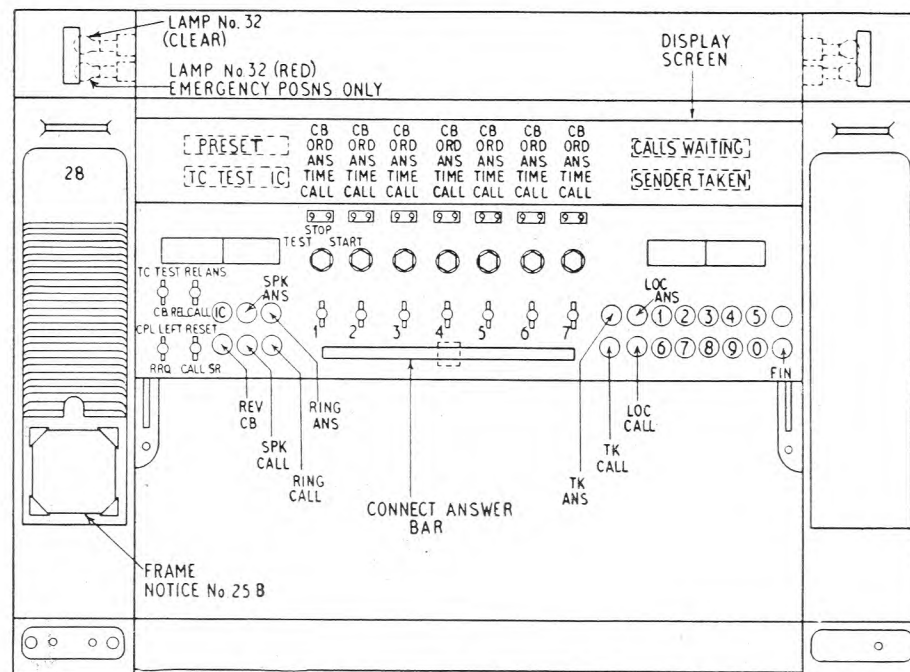 LAMP No. 32
(CLEAR)
LAMP No. 32 (RED)
EMERGENCY POSNS ONLY
DISPLAY
SCREEN
28
PRESET
TC TEST IC
CB CB CB CB CB CB CB
ORD ORD ORD ORD ORD ORD ORD
ANS ANS ANS ANS ANS ANS ANS
TIME TIME TIME TIME TIME TIME TIME
CALL CALL CALL CALL CALL CALL CALL
CALLS WAITING
SENDER TAKEN
STOP
TEST START
TC TEST REL ANS
SPK
ANS
CB REL CALL IC
1 2 3 4 5 6 7
LOC
ANS
1 2 3 4 5
CPL LEFT RESET
RRQ CALL SR
6 7 8 9 0
FIN
REV
CB
SPK
CALL
RING
ANS
RING
CALL
CONNECT ANSWER
BAR
TK
ANS
TK
CALL
LOC
CALL
FRAME
NOTICE No 25 B